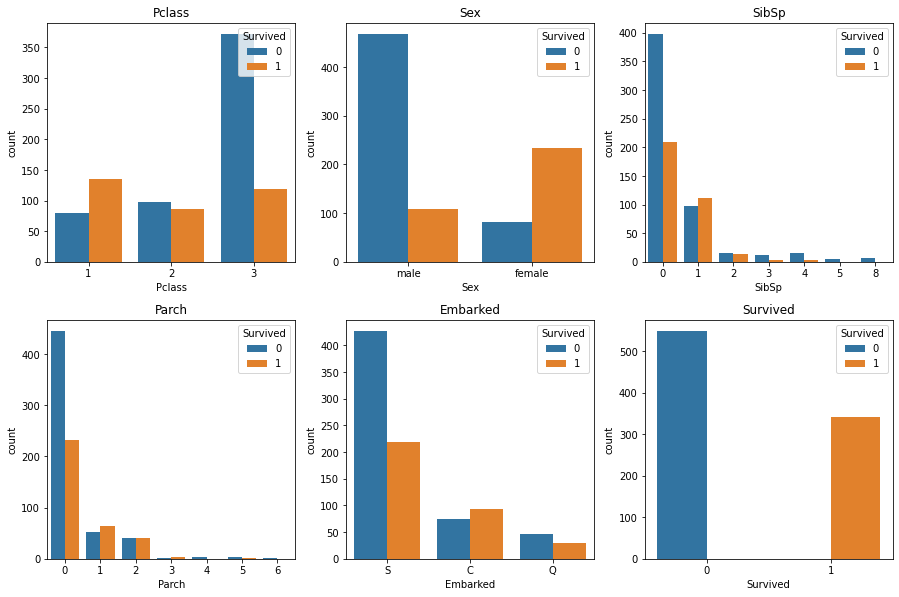 Pclass
Survived
0
1
350
300
250
200
150
100
50
0
count
1 2 3
Pclass
Sex
Survived
0
1
400
300
200
100
0
count
male female
Sex
SibSp
Survived
0
1
400
350
300
250
200
150
100
50
0
count
0 1 2 3 4 5 8
SibSp
Parch
Survived
0
1
400
300
200
100
0
count
0 1 2 3 4 5 6
Parch
Embarked
Survived
0
1
400
350
300
250
200
150
100
50
0
count
S C Q
Embarked
Survived
Survived
0
1
500
400
300
200
100
0
count
0 1
Survived